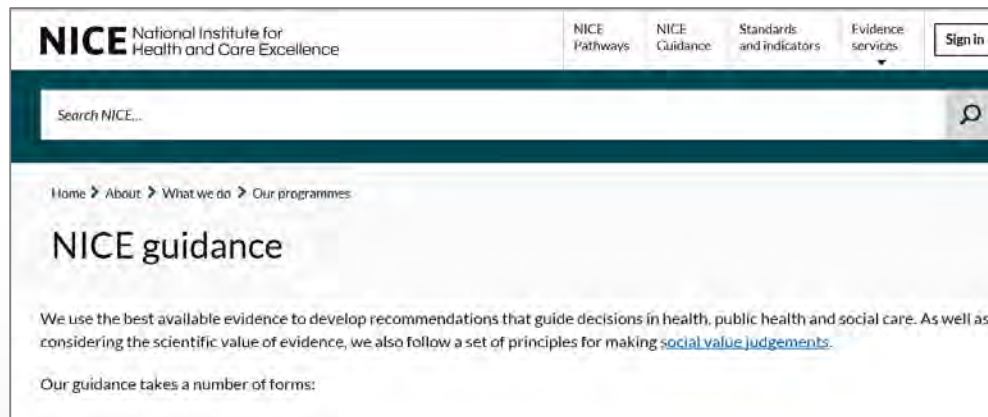 NICE National Institute for
Health and Care Excellence
NICE Pathways
NICE Guidance
Standards and indicators
Evidence services
Sign in
Search NICE...
Home > About > What we do > Our programmes
NICE guidance
We use the best available evidence to develop recommendations that guide decisions in health, public health and social care. As well as
considering the scientific value of evidence, we also follow a set of principles for making social value judgements.
Our guidance takes a number of forms: